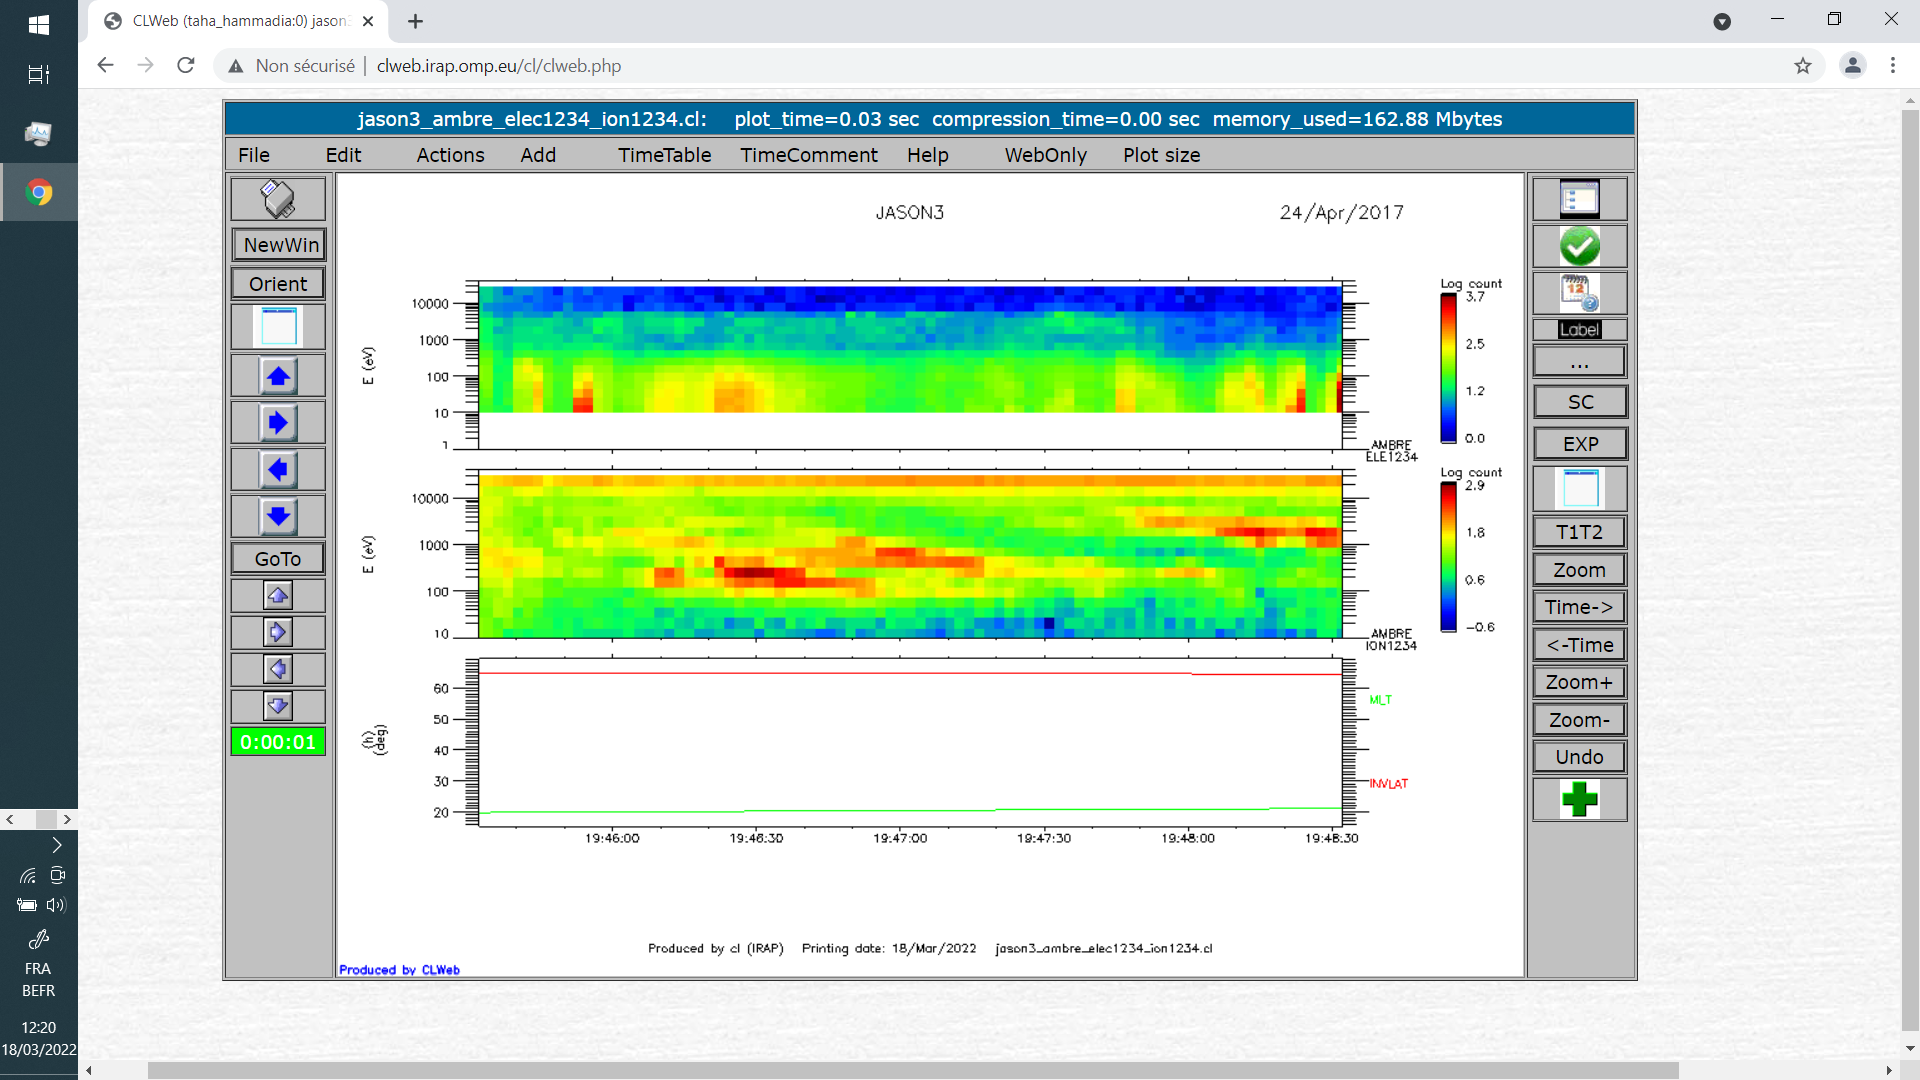 CLWeb (taha_hammadia:0) jason3
Non sécurisé | clweb.irap.omp.eu/cl/clweb.php
jason3_ambre_elec1234_ion1234.cl: plot_time=0.03 sec compression_time=0.00 sec memory_used=162.88 Mbytes
File Edit Actions Add TimeTable TimeComment Help WebOnly Plot size
NewWin
Orient
GoTo
0:00:01
JASON3 24/Apr/2017
E (eV)
10000
1000
100
10
1
Log count
3.7
2.5
1.2
0.0
AMBRE
ELE1234
E (eV)
10000
1000
100
10
Log count
2.9
1.8
0.6
−0.6
AMBRE
ION1234
(h)
(deg)
60
50
40
30
20
MLT
INVLAT
19:46:00 19:46:30 19:47:00 19:47:30 19:48:00 19:48:30
Produced by cl (IRAP) Printing date: 18/Mar/2022 jason3_ambre_elec1234_ion1234.cl
Produced by CLWeb
12
Label
...
SC
EXP
T1T2
Zoom
Time->
<-Time
Zoom+
Zoom-
Undo
FRA
BEFR
12:20
18/03/2022